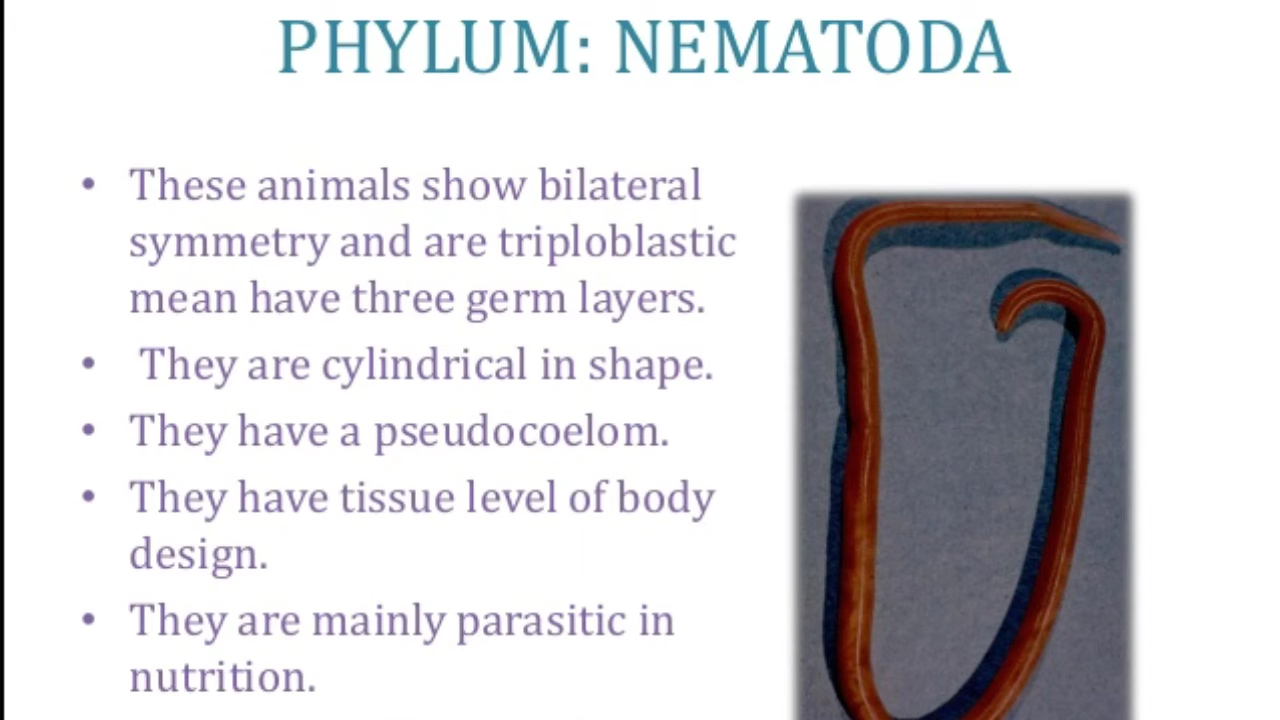 PHYLUM: NEMATODA
• These animals show bilateral
symmetry and are triploblastic
mean have three germ layers.
• They are cylindrical in shape.
• They have a pseudocoelom.
• They have tissue level of body
design.
• They are mainly parasitic in
nutrition.